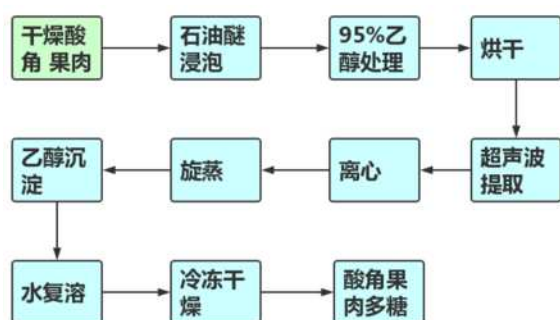 干燥酸
角 果肉
石油醚
浸泡
95%乙
醇处理
烘干
超声波
提取
离心
旋蒸
乙醇沉
淀
水复溶
冷冻干
燥
酸角果
肉多糖